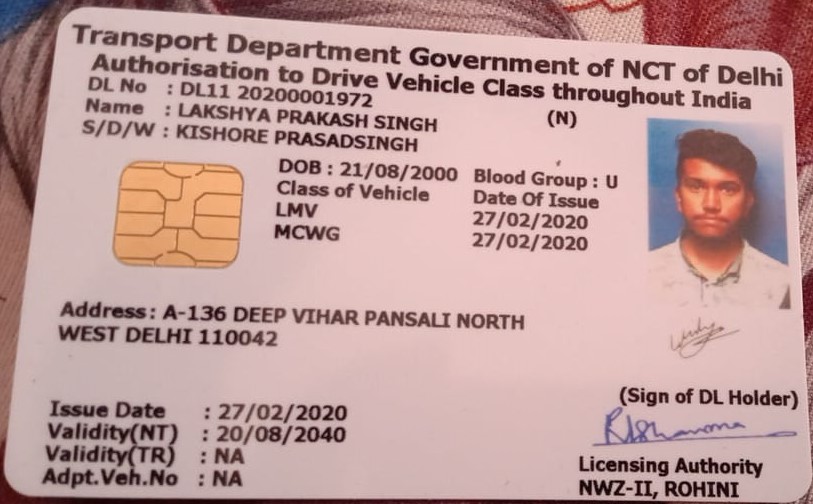 Transport Department Government of NCT of Delhi
Authorisation to Drive Vehicle Class throughout India
DL No : DL11 20200001972 (N)
Name : LAKSHYA PRAKASH SINGH
S/D/W : KISHORE PRASADSINGH
DOB : 21/08/2000 Blood Group : U
Class of Vehicle Date Of Issue
LMV 27/02/2020
MCWG 27/02/2020
Address : A-136 DEEP VIHAR PANSALI NORTH
WEST DELHI 110042
(Sign of DL Holder)
Issue Date : 27/02/2020
Validity(NT) : 20/08/2040
Validity(TR) : NA
Adpt.Veh.No : NA
Licensing Authority
NWZ-II, ROHINI